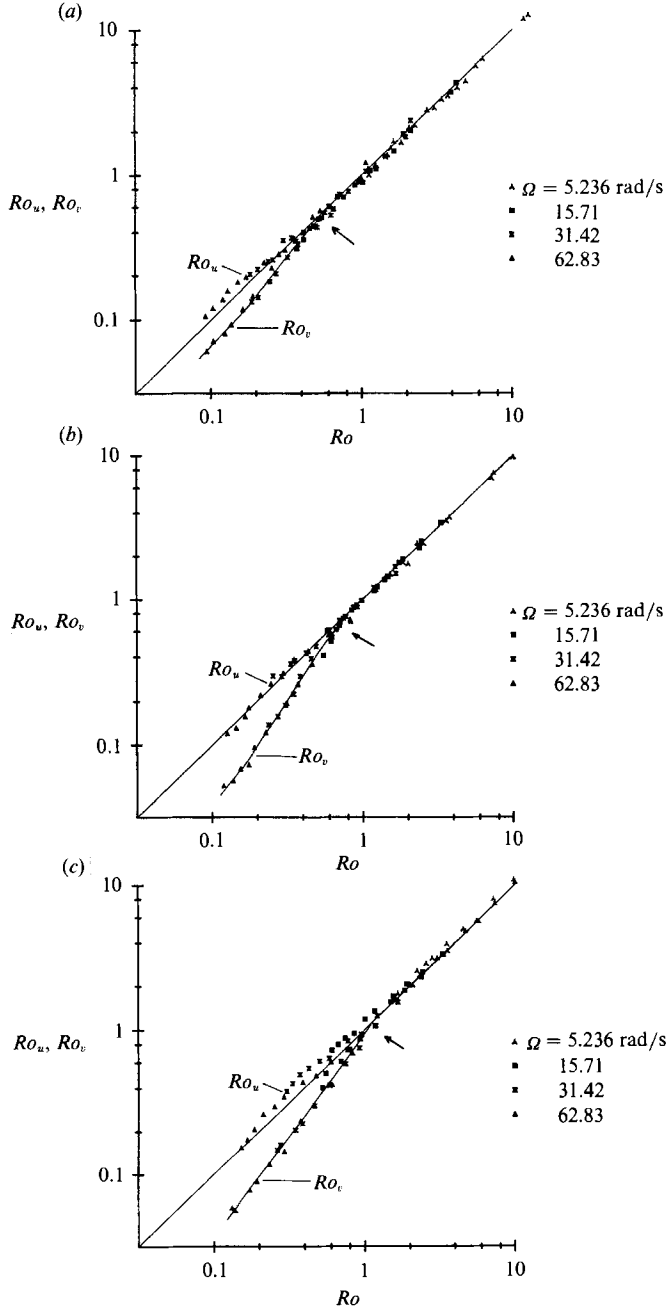 (a)
10
1
0.1
Ro_u, Ro_v
Ro_u
Ro_v
Ω = 5.236 rad/s
15.71
31.42
62.83
0.1 1 10
Ro
(b)
10
1
0.1
Ro_u, Ro_v
Ro_u
Ro_v
Ω = 5.236 rad/s
15.71
31.42
62.83
0.1 1 10
Ro
(c)
10
1
0.1
Ro_u, Ro_v
Ro_u
Ro_v
Ω = 5.236 rad/s
15.71
31.42
62.83
0.1 1 10
Ro